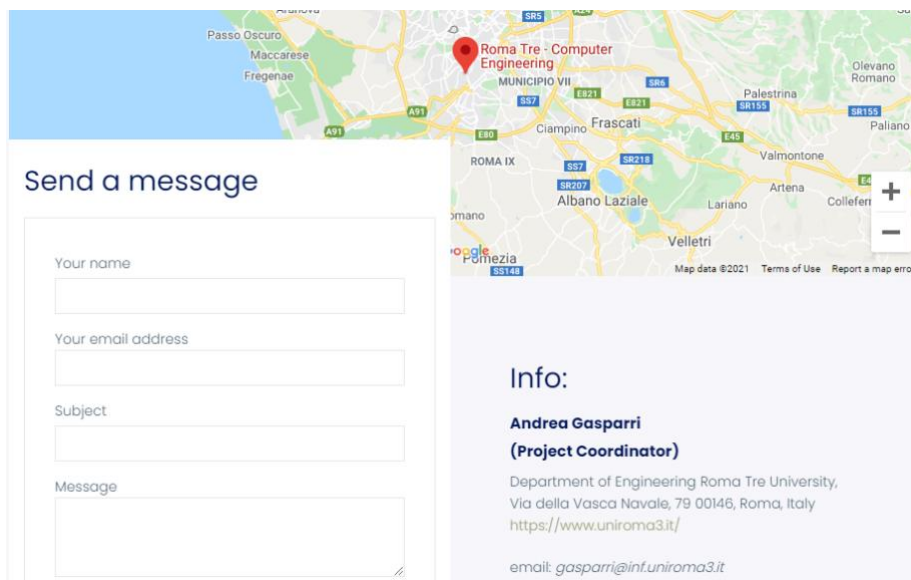 Passo Oscuro
Maccarese
Fregenae
SR5
Roma Tre - Computer
Engineering
MUNICIPIO VII
SS7
E821
E821
SR6
Olevano
Romano
Palestrina
SR155
SR155
Paliano
A91
A91
E80
Ciampino
Frascati
E45
ROMA IX
SS7
SR218
Valmontone
SR207
Albano Laziale
Artena
Lariano
Velletri
Pomezia
SS148
Map data ©2021 Terms of Use Report a map erro
Send a message
Your name
Your email address
Subject
Message
Info:
Andrea Gasparri
(Project Coordinator)
Department of Engineering Roma Tre University,
Via della Vasca Navale, 79 00146, Roma, Italy
https://www.uniroma3.it/
email: gasparri@inf.uniroma3.it